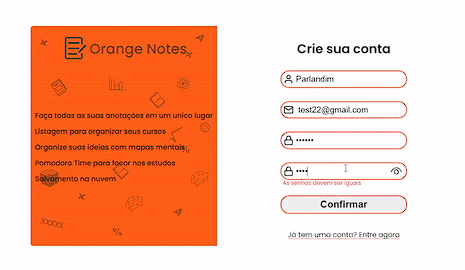 Orange Notes
Faça todas as suas anotações em um unico lugar
Listagem para organizar seus cursos
Organize suas ideias com mapas mentais
Pomodoro Time para focar nos estudos
Salvamento na nuvem
Crie sua conta
Parlandim
test22@gmail.com
••••••
••••
As senhas devem ser iguais
Confirmar
Já tem uma conta? Entre agora